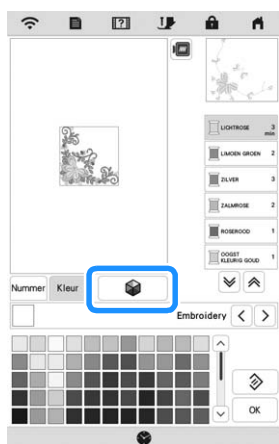 LICHTROSE 3
min
LIMOEN GROEN 2
ZILVER 3
ZALMROSE 2
ROSEROOD 1
OOGST
KLEURIG GOUD 1
Nummer Kleur
Embroidery
OK